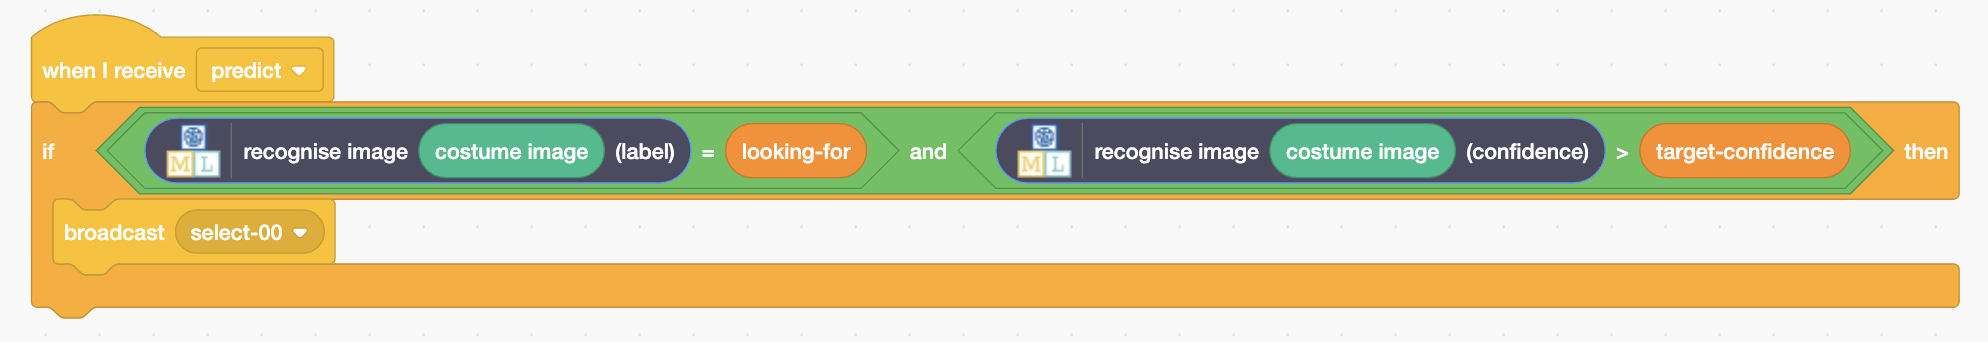 when I receive predict
if M L recognise image costume image (label) = looking-for and M L recognise image costume image (confidence) > target-confidence then
broadcast select-00